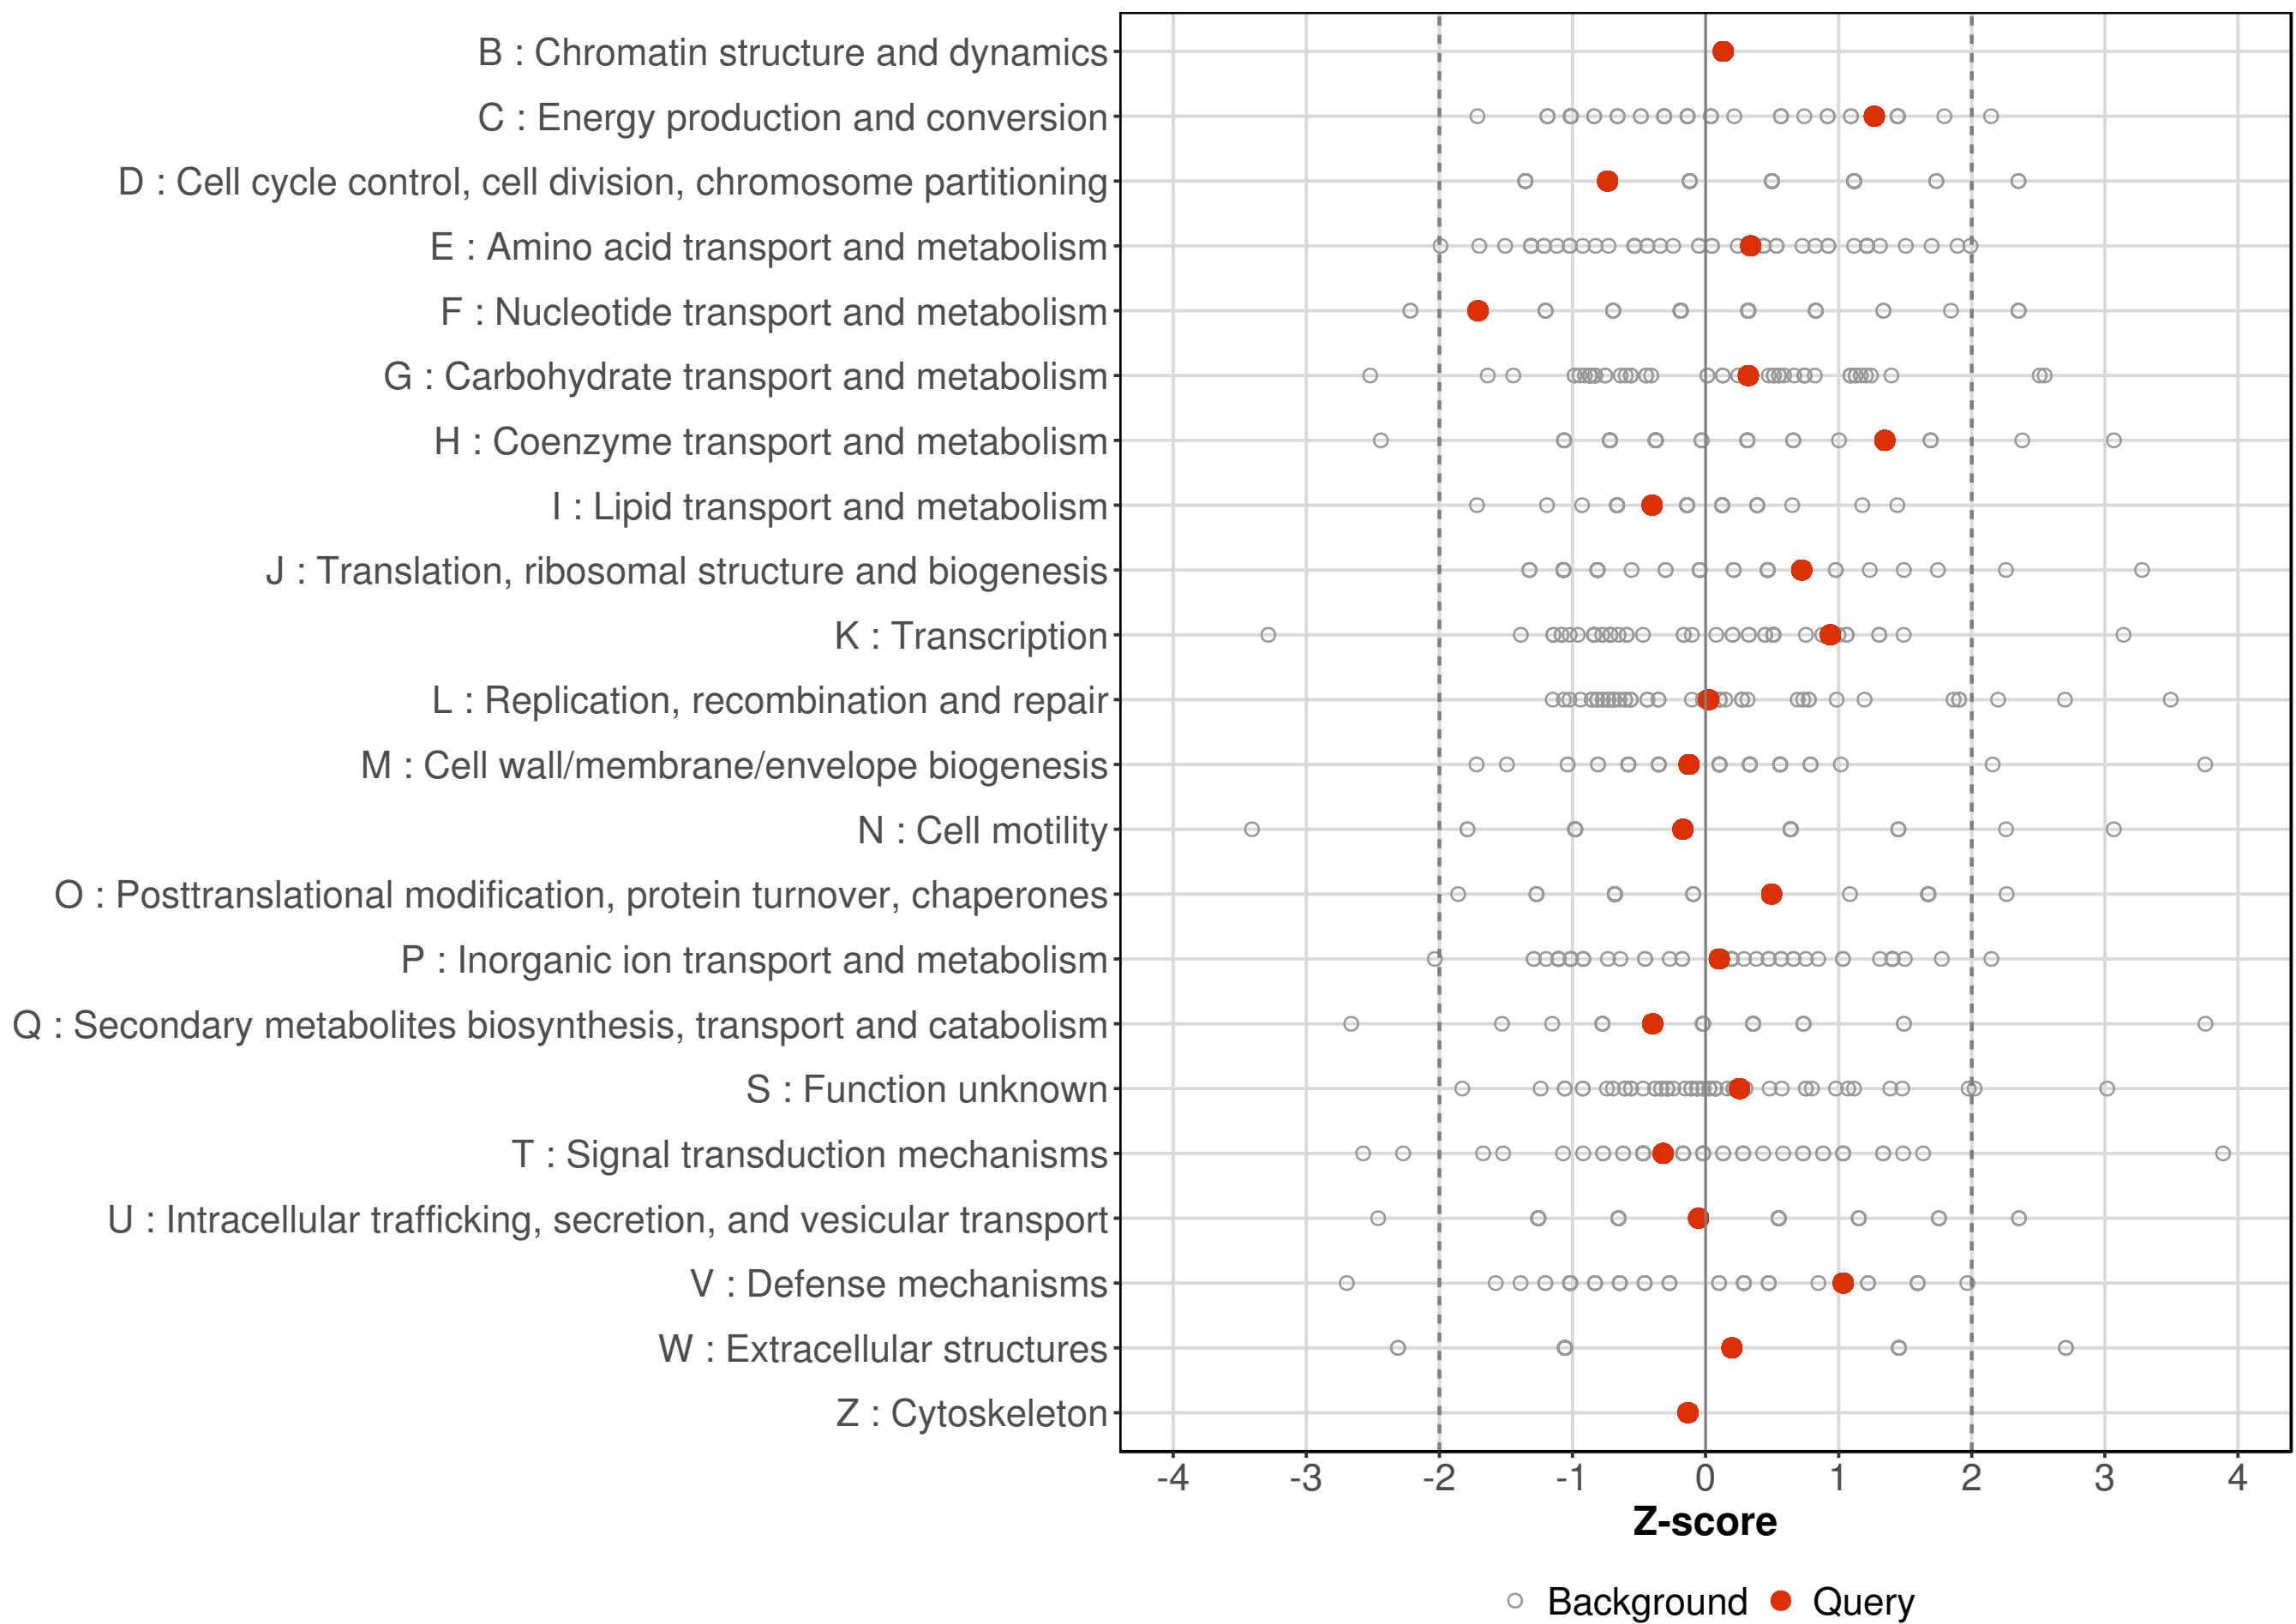 B : Chromatin structure and dynamics
C : Energy production and conversion
D : Cell cycle control, cell division, chromosome partitioning
E : Amino acid transport and metabolism
F : Nucleotide transport and metabolism
G : Carbohydrate transport and metabolism
H : Coenzyme transport and metabolism
I : Lipid transport and metabolism
J : Translation, ribosomal structure and biogenesis
K : Transcription
L : Replication, recombination and repair
M : Cell wall/membrane/envelope biogenesis
N : Cell motility
O : Posttranslational modification, protein turnover, chaperones
P : Inorganic ion transport and metabolism
Q : Secondary metabolites biosynthesis, transport and catabolism
S : Function unknown
T : Signal transduction mechanisms
U : Intracellular trafficking, secretion, and vesicular transport
V : Defense mechanisms
W : Extracellular structures
Z : Cytoskeleton
-4 -3 -2 -1 0 1 2 3 4
Z-score
Background Query